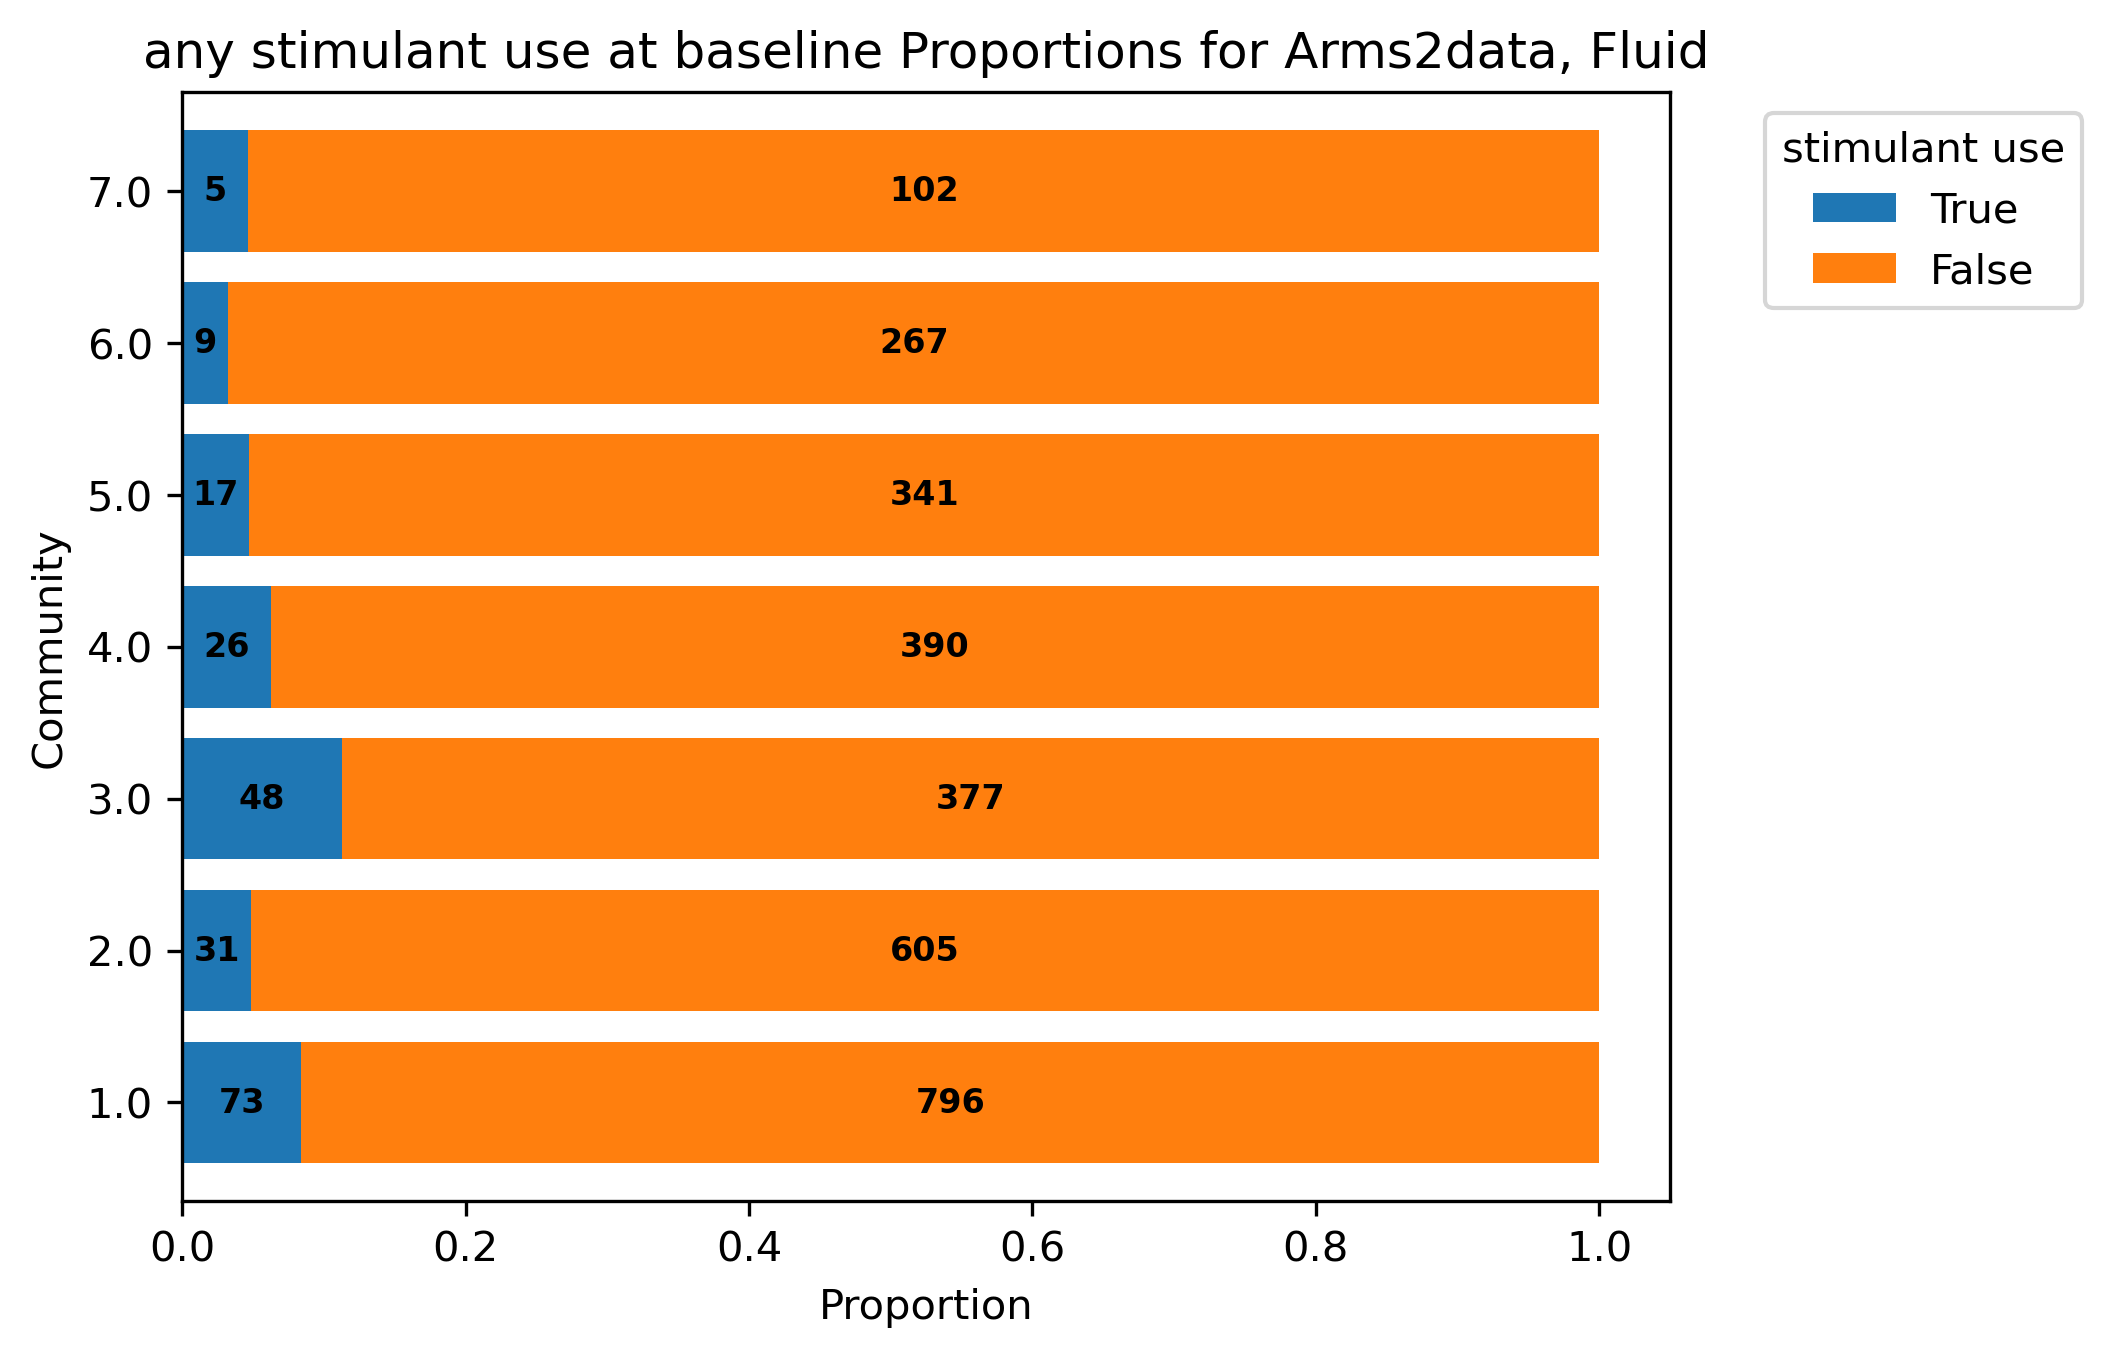 any stimulant use at baseline Proportions for Arms2data, Fluid
stimulant use
True
False
Community
7.0 5 102
6.0 9 267
5.0 17 341
4.0 26 390
3.0 48 377
2.0 31 605
1.0 73 796
0.0 0.2 0.4 0.6 0.8 1.0
Proportion